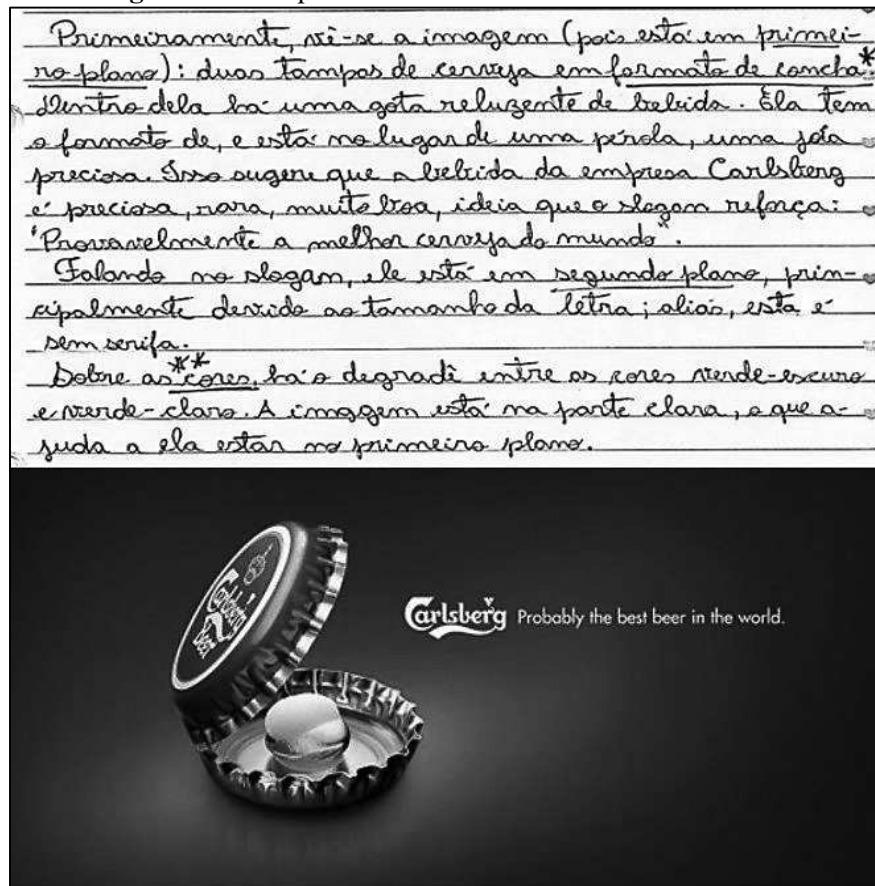 Primeiramente, vê-se a imagem (pois está em primei-
ro plano): duas tampas de cerveja em formato de concha.*
Dentro dela há uma gota reluzente de bebida. Ela tem
o formato de, e está no lugar de uma pérola, uma joia
preciosa. Isso sugere que a bebida da empresa Carlsberg
é preciosa, rara, muito boa, ideia que o slogan reforça:
"Provavelmente a melhor cerveja do mundo".
Falando no slogan, ele está em segundo plano, prin-
cipalmente devido ao tamanho da letra; aliás, esta é
sem serifa.
Sobre as cores,** há o degradê entre as cores verde-escuro
e verde-claro. A imagem está na parte clara, o que a-
juda a ela estar no primeiro plano.
Carlsberg
Beer
Carlsberg Probably the best beer in the world.